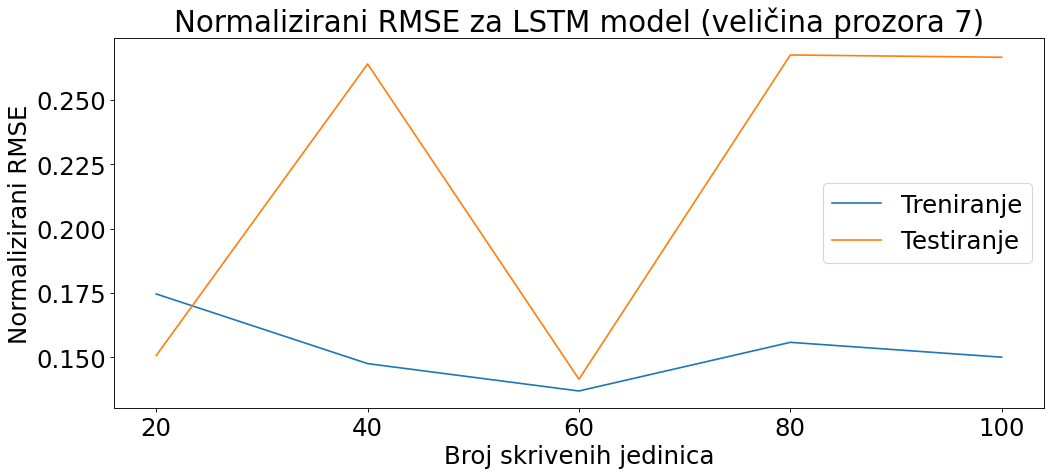 Normalizirani RMSE za LSTM model (veličina prozora 7)
Normalizirani RMSE
0.250
0.225
0.200
0.175
0.150
Treniranje
Testiranje
20 40 60 80 100
Broj skrivenih jedinica